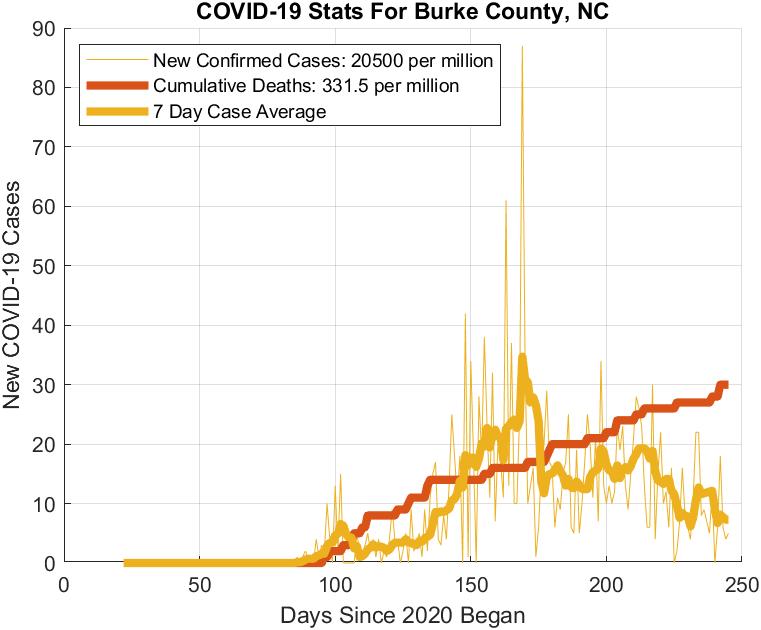 COVID-19 Stats For Burke County, NC
90
80
70
60
50
40
30
20
10
0
New COVID-19 Cases
New Confirmed Cases: 20500 per million
Cumulative Deaths: 331.5 per million
7 Day Case Average
0 50 100 150 200 250
Days Since 2020 Began